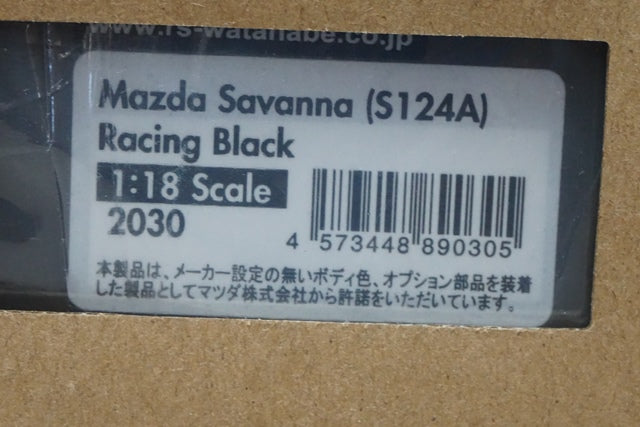 www.rs-watanabe.co.jp
Mazda Savanna (S124A)
Racing Black
1:18 Scale
2030
4 573448 890305
本製品は、メーカー設定の無いボディ色、オプション部品を装着
した製品としてマツダ株式会社から許諾をいただいています。